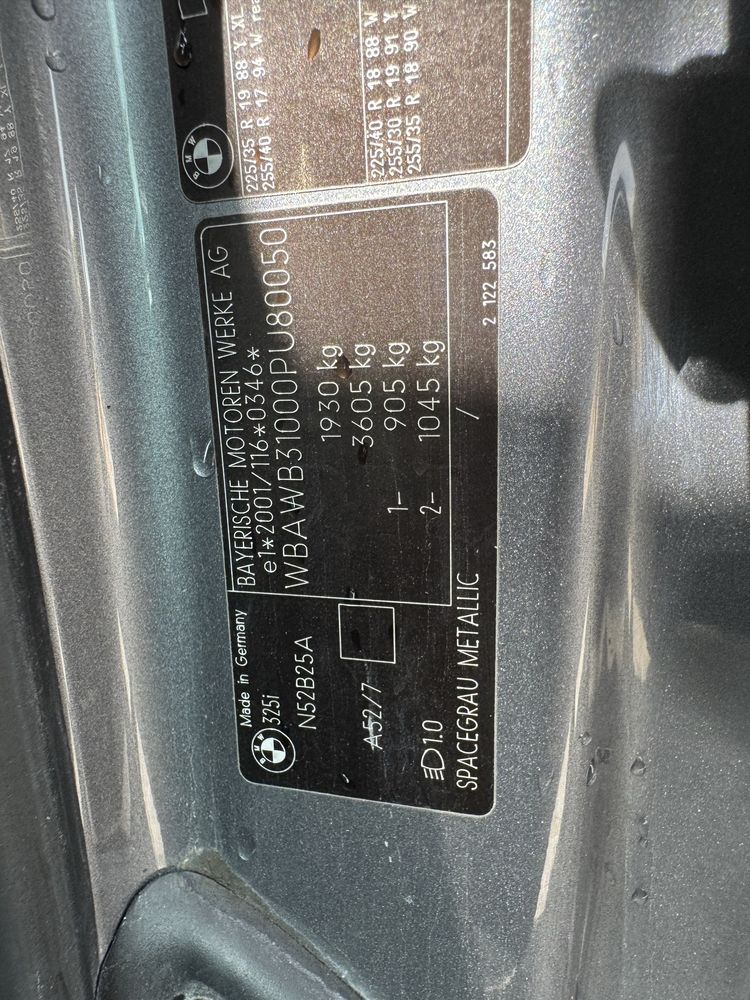 225/35 R 19 88 Y XL
255/40 R 17 94 W
225/40 R 18 88 W
255/30 R 19 91 Y
255/35 R 18 90 W
BMW
BAYERISCHE MOTOREN WERKE AG
e1*2001/116*0346*
WBAWB31000PU80050
1930 kg
3605 kg
1– 905 kg
2– 1045 kg
Made in Germany
BMW
325i
N52B25A
A52/7
1.0
SPACEGRAU METALLIC /
2 122 583